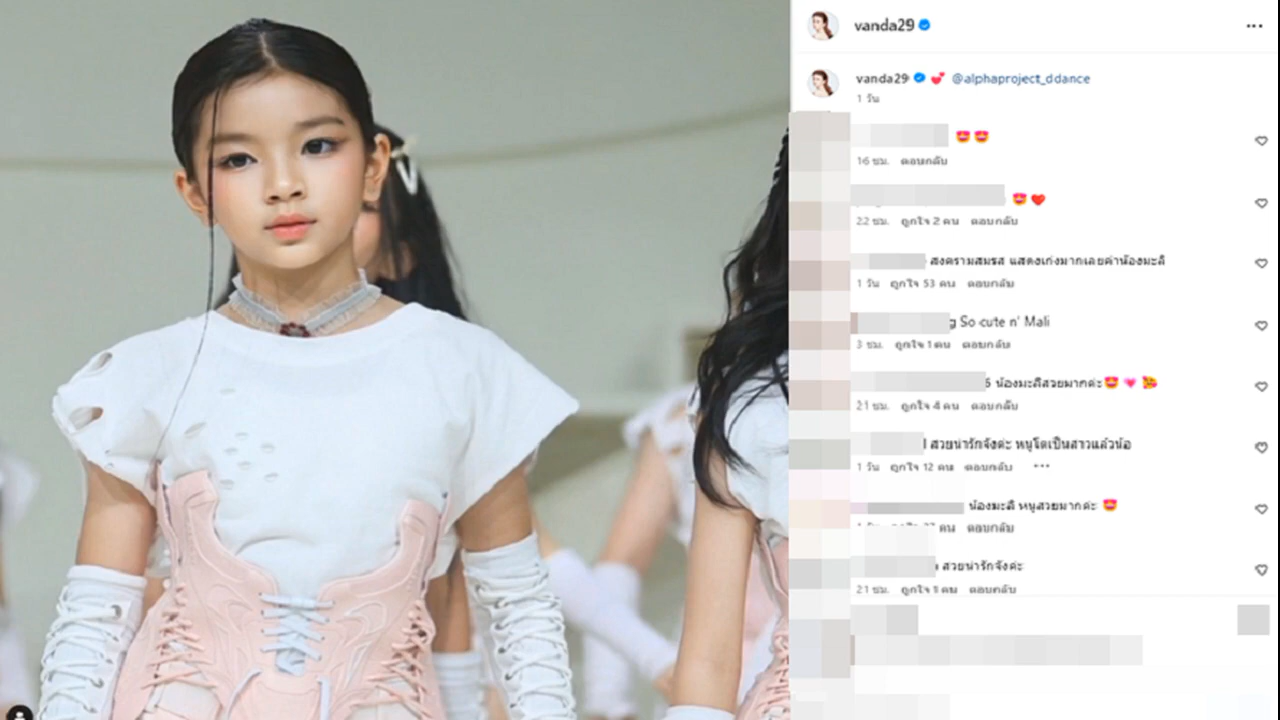 vanda29
vanda29 💕 @alphaproject_ddance
1 วัน
😍 😍
16 ชม. ตอบกลับ
😍 ❤️
22 ชม. ถูกใจ 2 คน ตอบกลับ
สงครามสมรส แสดงเก่งมากเลยค่าน้องมะลิ
1 วัน ถูกใจ 53 คน ตอบกลับ
g So cute n' Mali
3 ชม. ถูกใจ 1 คน ตอบกลับ
6 น้องมะลิสวยมากค่ะ😍 💗 🥰
21 ชม. ถูกใจ 4 คน ตอบกลับ
สวยน่ารักจังค่ะ หนูโตเป็นสาวแล้วน้อ
1 วัน ถูกใจ 12 คน ตอบกลับ
น้องมะลิ หนูสวยมากค่ะ 😍
คน ตอบกลับ
สวยน่ารักจังค่ะ
21 ชม. ถูกใจ 1 คน ตอบกลับ